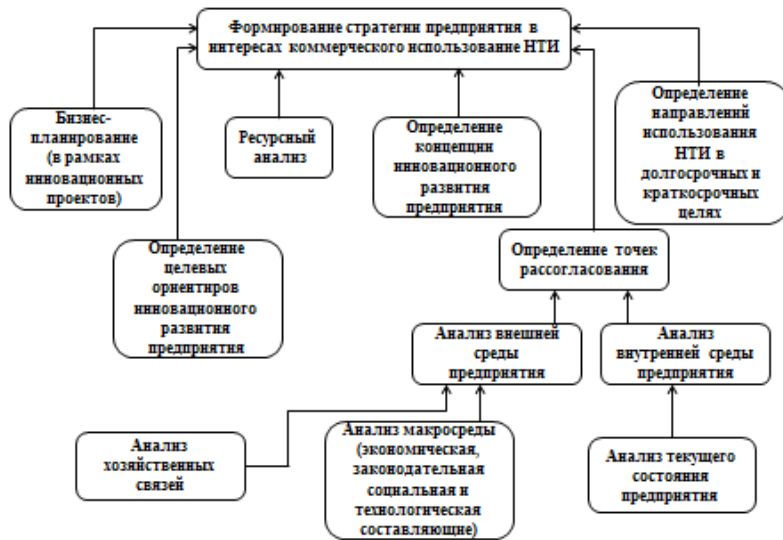 Формирование стратегии предприятия в
интересах коммерческого использование НТИ
Бизнес-
планирование
(в рамках
инновационных
проектов)
Ресурсный
анализ
Определение
концепции
инновационного
развития
предприятия
Определение
направлений
использования
НТИ в
долгосрочных и
краткосрочных
целях
Определение
целевых
ориентиров
инновационного
развития
предприятия
Определение точек
рассогласования
Анализ внешней
среды
предприятия
Анализ
внутренней среды
предприятия
Анализ
хозяйственных
связей
Анализ макросреды
(экономическая,
законодательная
социальная и
технологическая
составляющие)
Анализ текущего
состояния
предприятия